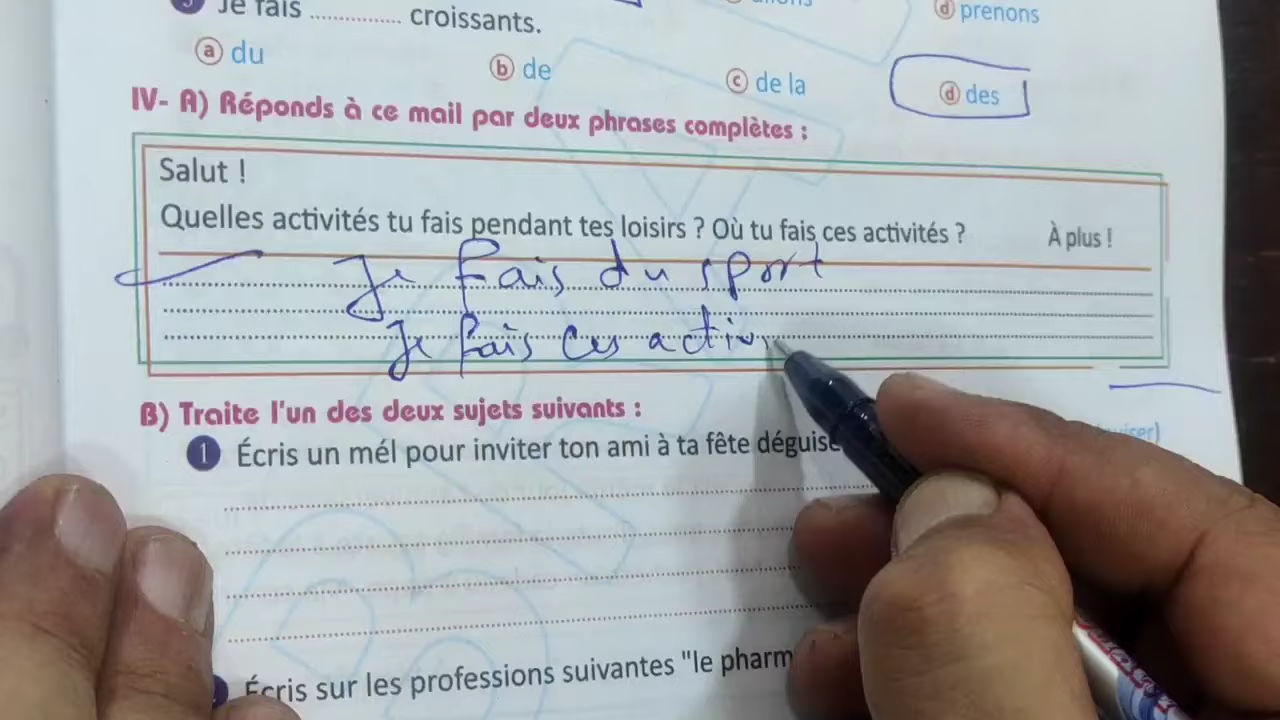 3 Je fais ............... croissants.
d prenons
a du
b de
c de la
d des
IV- A) Réponds à ce mail par deux phrases complètes :
Salut !
Quelles activités tu fais pendant tes loisirs ? Où tu fais ces activités ? À plus !
Je fais du sport
Je fais ces activ
B) Traite l'un des deux sujets suivants :
1 Écris un mél pour inviter ton ami à ta fête déguisé
Écris sur les professions suivantes "le pharm